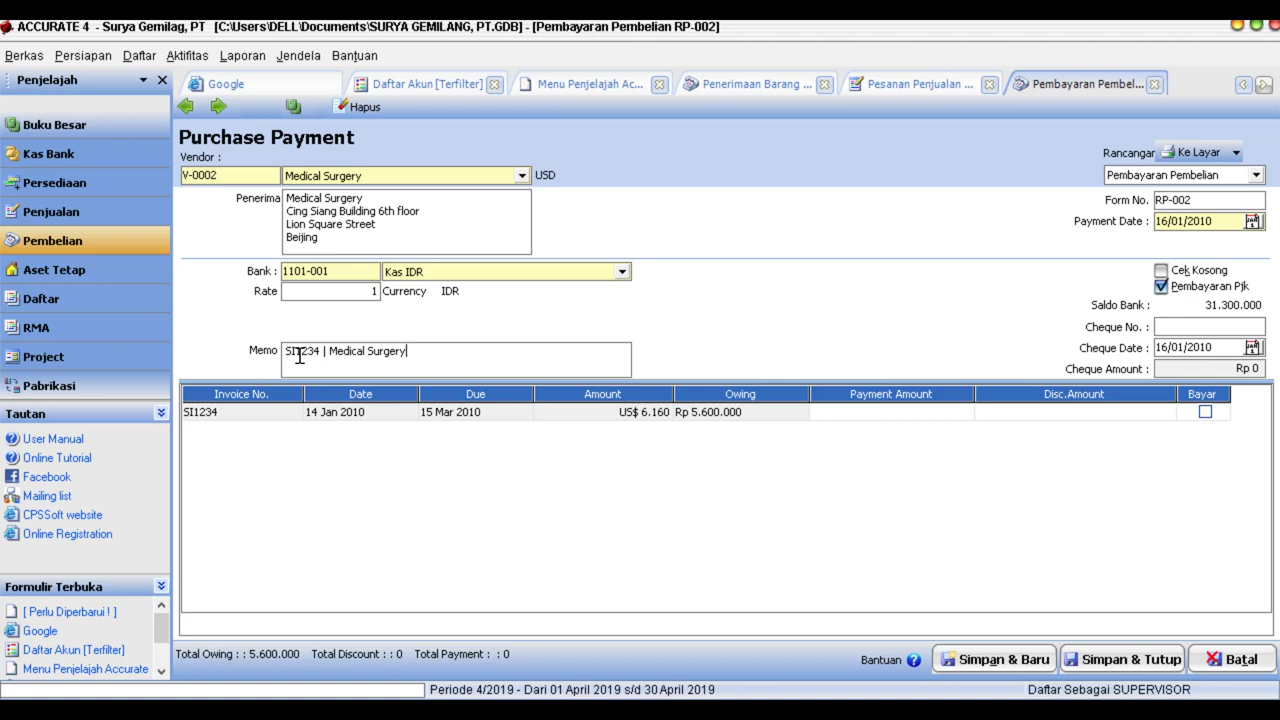 ACCURATE 4 - Surya Gemilag, PT [C:\Users\DELL\Documents\SURYA GEMILANG, PT.GDB] - [Pembayaran Pembelian RP-002]
Berkas Persiapan Daftar Aktifitas Laporan Jendela Bantuan
Penjelajah
Google
Daftar Akun [Terfilter]
Menu Penjelajah Ac...
Penerimaan Barang ...
Pesanan Penjualan ...
Pembayaran Pembel...
Hapus
Buku Besar
Kas Bank
Persediaan
Penjualan
Pembelian
Aset Tetap
Daftar
RMA
Project
Pabrikasi
Tautan
User Manual
Online Tutorial
Facebook
Mailing list
CPSSoft website
Online Registration
Formulir Terbuka
[ Perlu Diperbarui ! ]
Google
Daftar Akun [Terfilter]
Menu Penjelajah Accurate
Purchase Payment
Vendor :
V-0002 Medical Surgery USD
Penerima Medical Surgery
Cing Siang Building 6th floor
Lion Square Street
Beijing
Rancangar Ke Layar
Pembayaran Pembelian
Form No. RP-002
Payment Date : 16/01/2010
Bank : 1101-001 Kas IDR
Rate 1 Currency IDR
Cek Kosong
Pembayaran Pjk
Saldo Bank : 31.300.000
Cheque No. :
Cheque Date : 16/01/2010
Cheque Amount : Rp 0
Memo SI1234 | Medical Surgery
Invoice No. Date Due Amount Owing Payment Amount Disc.Amount Bayar
SI1234 14 Jan 2010 15 Mar 2010 US$ 6.160 Rp 5.600.000
Total Owing : : 5.600.000 Total Discount : : 0 Total Payment : : 0
Bantuan Simpan & Baru Simpan & Tutup Batal
Periode 4/2019 - Dari 01 April 2019 s/d 30 April 2019 Daftar Sebagai SUPERVISOR